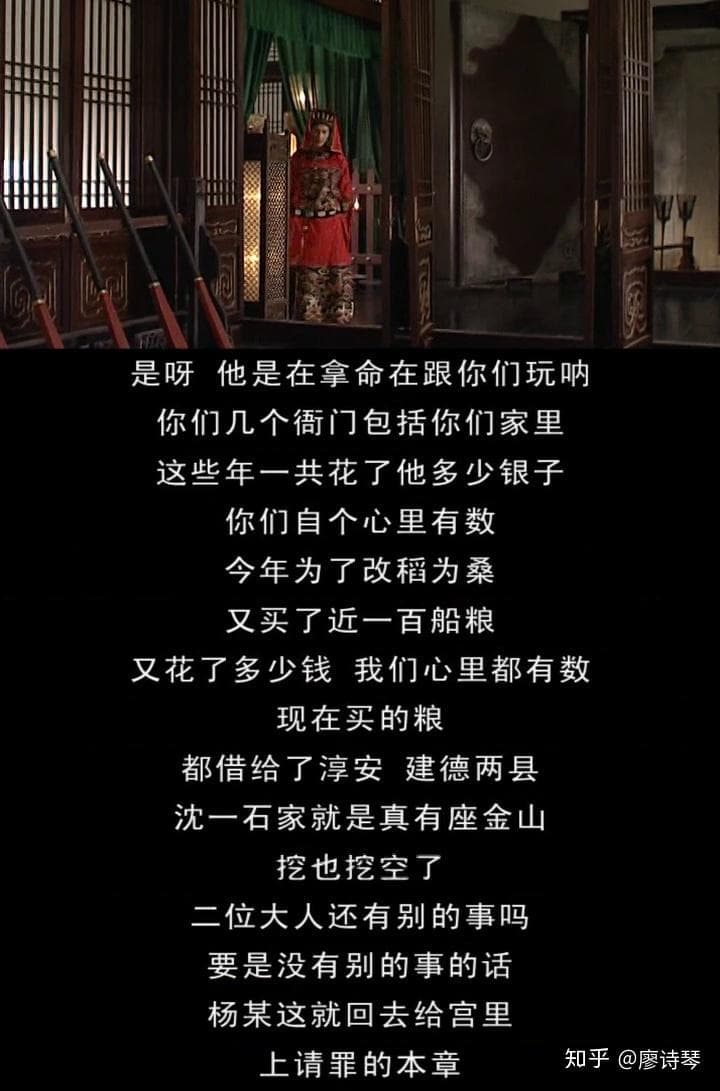 是呀 他是在拿命在跟你们玩呐
你们几个衙门包括你们家里
这些年一共花了他多少银子
你们自个心里有数
今年为了改稻为桑
又买了近一百船粮
又花了多少钱 我们心里都有数
现在买的粮
都借给了淳安 建德两县
沈一石家就是真有座金山
挖也挖空了
二位大人还有别的事吗
要是没有别的事的话
杨某这就回去给宫里
上请罪的本章
知乎 @廖诗琴